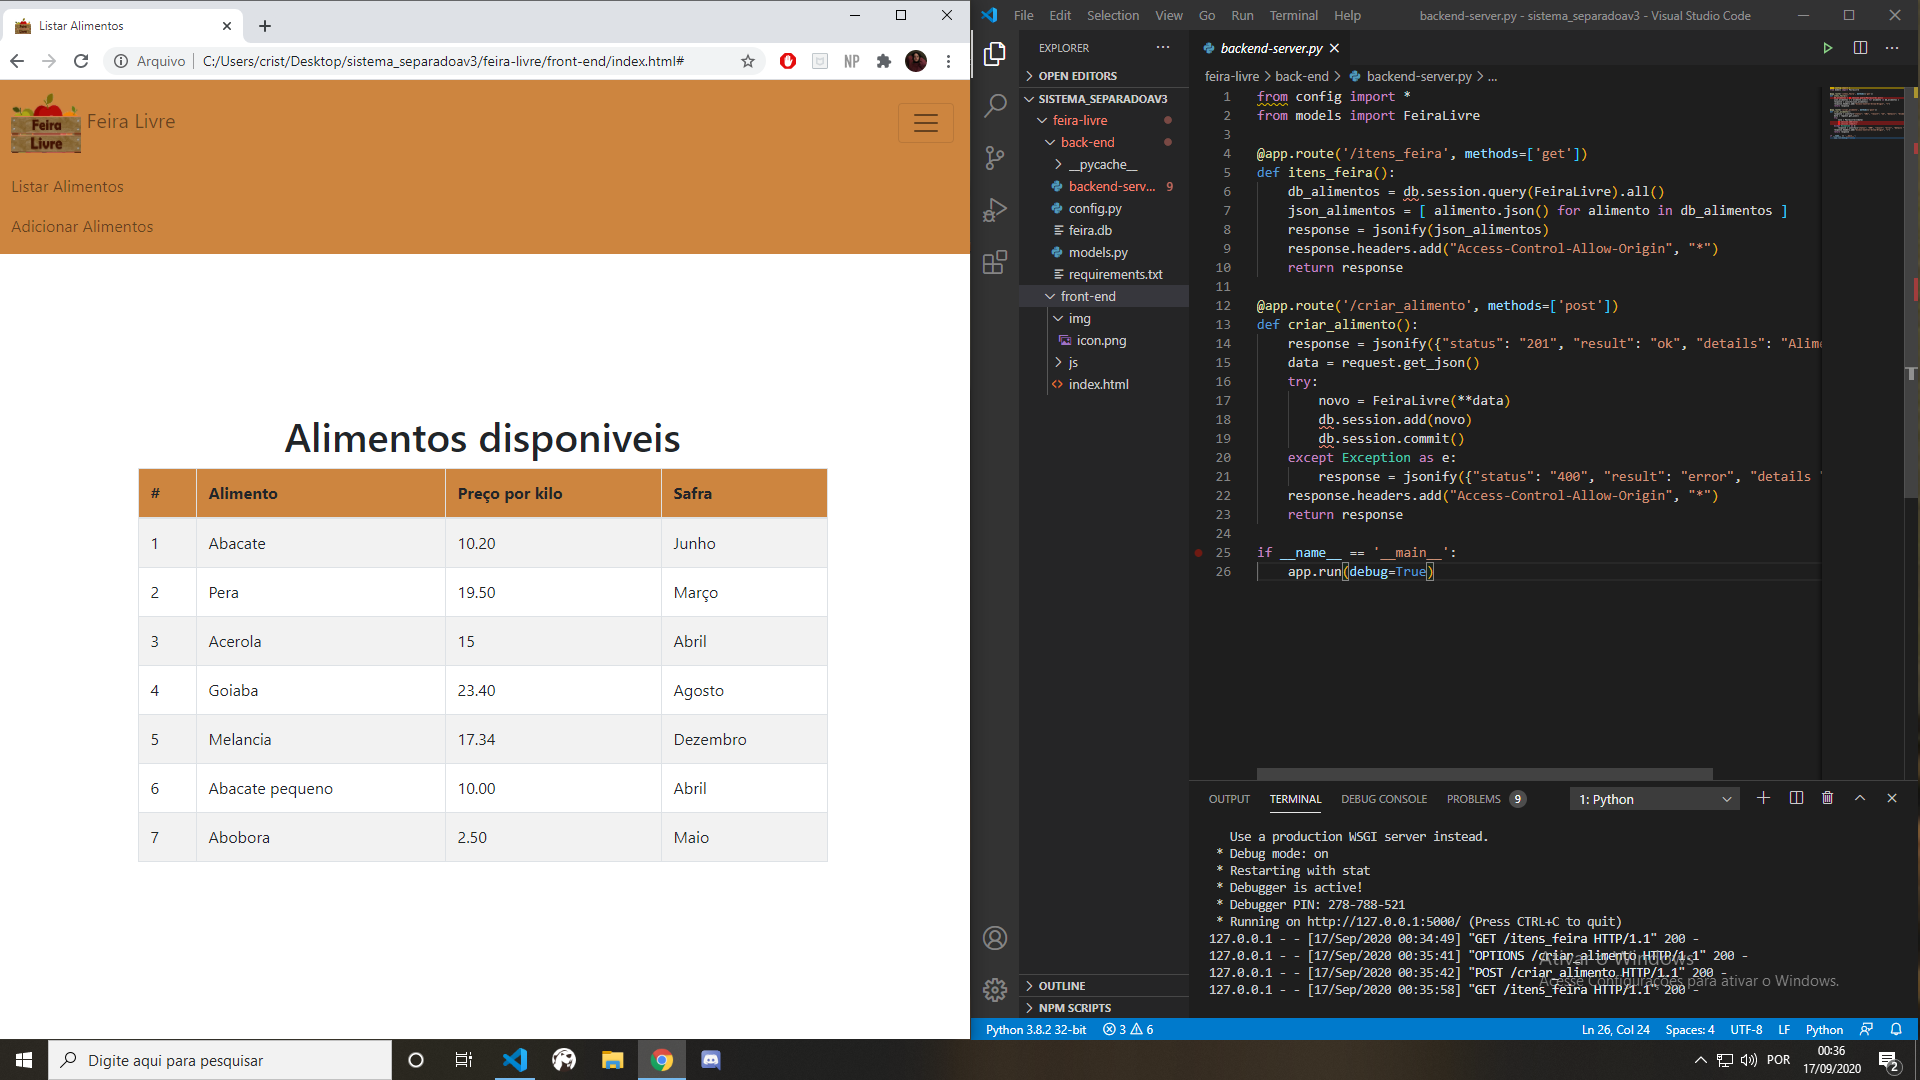 Listar Alimentos
Arquivo C:/Users/crist/Desktop/sistema_separadoav3/feira-livre/front-end/index.html#
NP
Feira Livre
Feira Livre
Listar Alimentos
Adicionar Alimentos
Alimentos disponiveis
# Alimento Preço por kilo Safra
1 Abacate 10.20 Junho
2 Pera 19.50 Março
3 Acerola 15 Abril
4 Goiaba 23.40 Agosto
5 Melancia 17.34 Dezembro
6 Abacate pequeno 10.00 Abril
7 Abobora 2.50 Maio
File Edit Selection View Go Run Terminal Help backend-server.py - sistema_separadoav3 - Visual Studio Code
EXPLORER
OPEN EDITORS
SISTEMA_SEPARADOAV3
feira-livre
back-end
__pycache__
backend-serv... 9
config.py
feira.db
models.py
requirements.txt
front-end
img
icon.png
js
index.html
OUTLINE
NPM SCRIPTS
backend-server.py
feira-livre > back-end > backend-server.py > ...
1 from config import *
2 from models import FeiraLivre
3
4 @app.route('/itens_feira', methods=['get'])
5 def itens_feira():
6 db_alimentos = db.session.query(FeiraLivre).all()
7 json_alimentos = [ alimento.json() for alimento in db_alimentos ]
8 response = jsonify(json_alimentos)
9 response.headers.add("Access-Control-Allow-Origin", "*")
10 return response
11
12 @app.route('/criar_alimento', methods=['post'])
13 def criar_alimento():
14 response = jsonify({"status": "201", "result": "ok", "details": "Alime
15 data = request.get_json()
16 try:
17 novo = FeiraLivre(**data)
18 db.session.add(novo)
19 db.session.commit()
20 except Exception as e:
21 response = jsonify({"status": "400", "result": "error", "details "
22 response.headers.add("Access-Control-Allow-Origin", "*")
23 return response
24
25 if __name__ == '__main__':
26 app.run(debug=True)
OUTPUT TERMINAL DEBUG CONSOLE PROBLEMS 9 1: Python
Use a production WSGI server instead.
* Debug mode: on
* Restarting with stat
* Debugger is active!
* Debugger PIN: 278-788-521
* Running on http://127.0.0.1:5000/ (Press CTRL+C to quit)
127.0.0.1 - - [17/Sep/2020 00:34:49] "GET /itens_feira HTTP/1.1" 200 -
127.0.0.1 - - [17/Sep/2020 00:35:41] "OPTIONS /criar_alimento HTTP/1.1" 200 -
127.0.0.1 - - [17/Sep/2020 00:35:42] "POST /criar_alimento HTTP/1.1" 200 -
127.0.0.1 - - [17/Sep/2020 00:35:58] "GET /itens_feira HTTP/1.1" 200 -
Ativar o Windows
Acesse Configurações para ativar o Windows.
Python 3.8.2 32-bit 3 6 Ln 26, Col 24 Spaces: 4 UTF-8 LF Python
Digite aqui para pesquisar
POR
00:36
17/09/2020
2